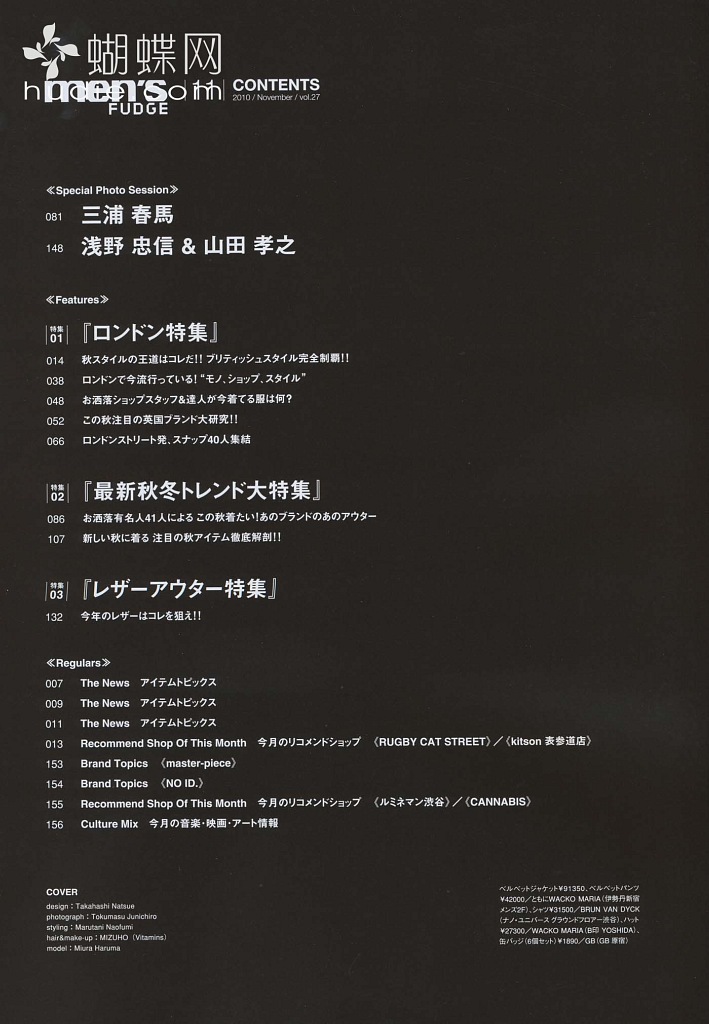 蝴蝶网
men's 11
FUDGE
CONTENTS
2010 / November / vol.27
≪Special Photo Session≫
081 三浦 春馬
148 浅野 忠信 & 山田 孝之
≪Features≫
特集 01 『ロンドン特集』
014 秋スタイルの王道はコレだ!! ブリティッシュスタイル完全制覇!!
038 ロンドンで今流行っている! “モノ、ショップ、スタイル”
048 お洒落ショップスタッフ&達人が今着てる服は何?
052 この秋注目の英国ブランド大研究!!
066 ロンドンストリート発、スナップ40人集結
特集 02 『最新秋冬トレンド大特集』
086 お洒落有名人41人による この秋着たい!あのブランドのあのアウター
107 新しい秋に着る 注目の秋アイテム徹底解剖!!
特集 03 『レザーアウター特集』
132 今年のレザーはコレを狙え!!
≪Regulars≫
007 The News アイテムトピックス
009 The News アイテムトピックス
011 The News アイテムトピックス
013 Recommend Shop Of This Month 今月のリコメンドショップ 《RUGBY CAT STREET》／《kitson 表参道店》
153 Brand Topics 《master-piece》
154 Brand Topics 《NO ID.》
155 Recommend Shop Of This Month 今月のリコメンドショップ 《ルミネマン渋谷》／《CANNABIS》
156 Culture Mix 今月の音楽・映画・アート情報
COVER
design：Takahashi Natsue
photograph：Tokumasu Junichiro
styling：Marutani Naofumi
hair&make-up：MIZUHO（Vitamins）
model：Miura Haruma
ベルベットジャケット¥91350、ベルベットパンツ
¥42000／ともにWACKO MARIA（伊勢丹新宿
メンズ2F）、シャツ¥31500／BRUN VAN DYCK
（ナノ・ユニバース グラウンドフロアー渋谷）、ハット
¥27300／WACKO MARIA（B印 YOSHIDA）、
缶バッジ（6個セット）¥1890／GB（GB 原宿）